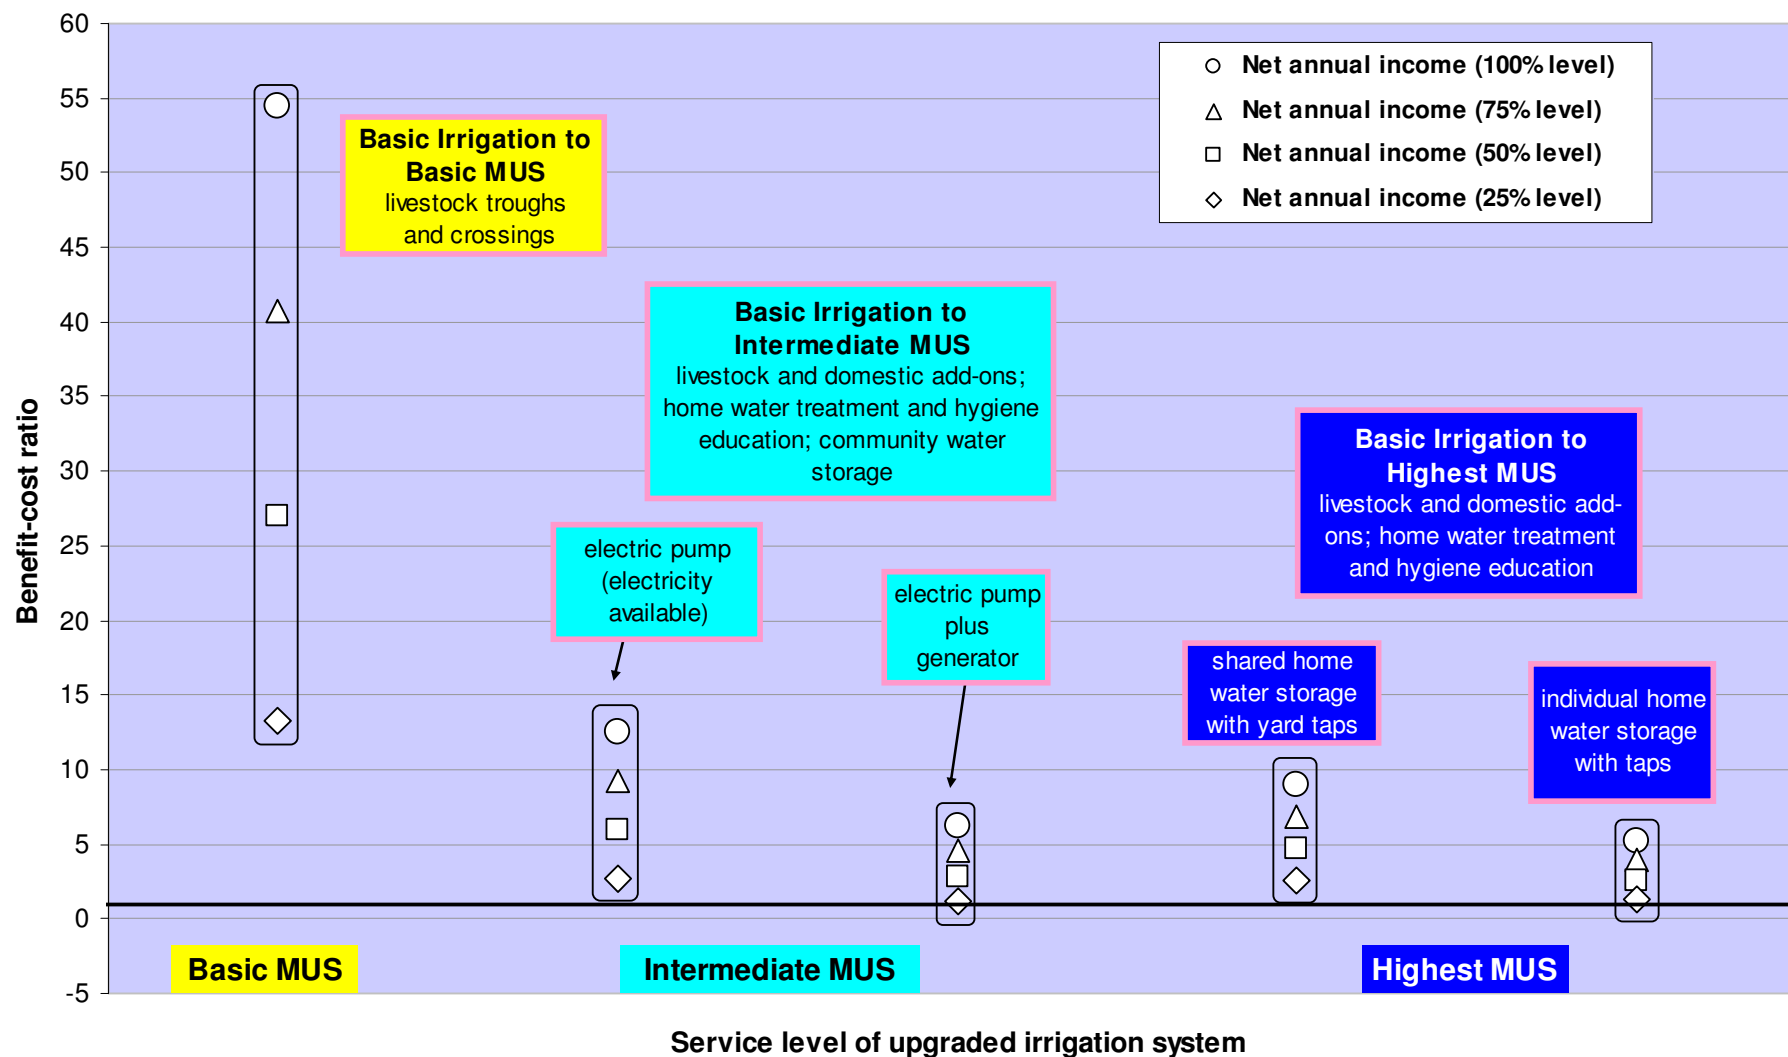 60
55
50
45
40
35
30
25
20
15
10
5
0
-5
Benefit-cost ratio
Net annual income (100% level)
Net annual income (75% level)
Net annual income (50% level)
Net annual income (25% level)
Basic Irrigation to
Basic MUS
livestock troughs
and crossings
Basic Irrigation to
Intermediate MUS
livestock and domestic add-ons;
home water treatment and hygiene
education; community water
storage
Basic Irrigation to
Highest MUS
livestock and domestic add-
ons; home water treatment
and hygiene education
electric pump
(electricity
available)
electric pump
plus
generator
shared home
water storage
with yard taps
individual home
water storage
with taps
Basic MUS
Intermediate MUS
Highest MUS
Service level of upgraded irrigation system